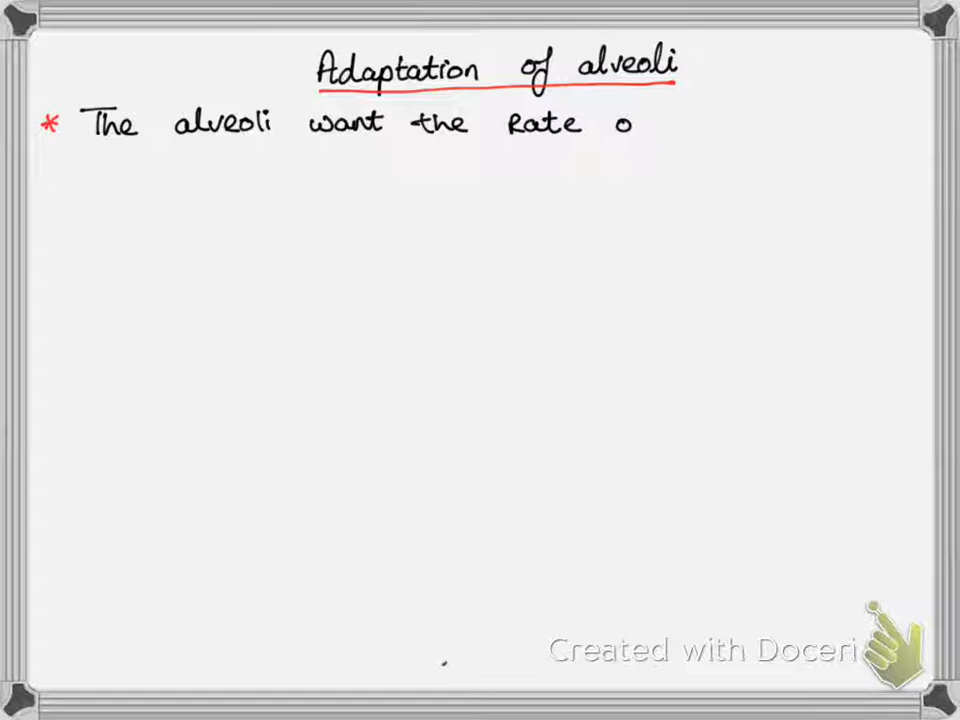 Adaptation of alveoli
* The alveoli want the Rate o
Created with Doceri